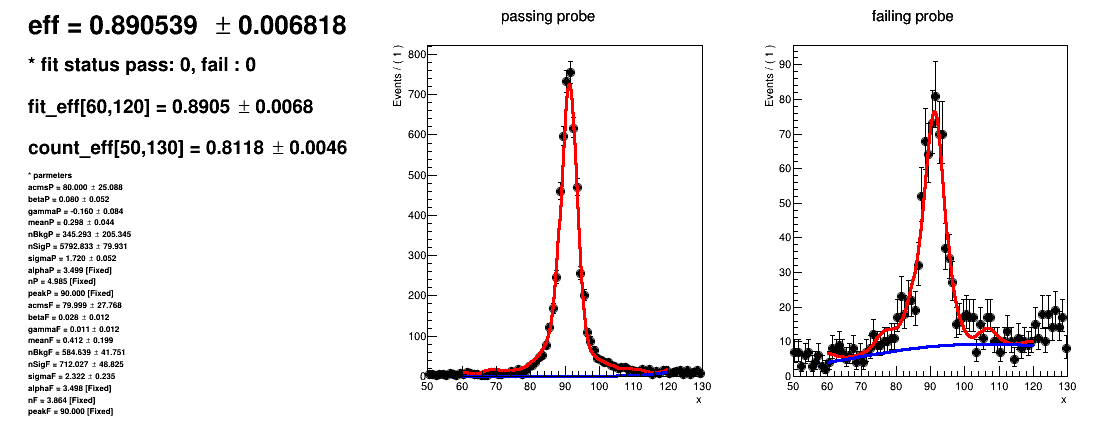 eff = 0.890539 ± 0.006818
* fit status pass: 0, fail : 0
fit_eff[60,120] = 0.8905 ± 0.0068
count_eff[50,130] = 0.8118 ± 0.0046
* parmeters
acmsP = 80.000 ± 25.088
betaP = 0.080 ± 0.052
gammaP = -0.160 ± 0.084
meanP = 0.298 ± 0.044
nBkgP = 345.293 ± 205.345
nSigP = 5792.833 ± 79.931
sigmaP = 1.720 ± 0.052
alphaP = 3.499 [Fixed]
nP = 4.985 [Fixed]
peakP = 90.000 [Fixed]
acmsF = 79.999 ± 27.768
betaF = 0.028 ± 0.012
gammaF = 0.011 ± 0.012
meanF = 0.412 ± 0.199
nBkgF = 584.639 ± 41.751
nSigF = 712.027 ± 48.825
sigmaF = 2.322 ± 0.235
alphaF = 3.498 [Fixed]
nF = 3.864 [Fixed]
peakF = 90.000 [Fixed]
passing probe
Events / ( 1 )
800
700
600
500
400
300
200
100
0
50 60 70 80 90 100 110 120 130
x
failing probe
Events / ( 1 )
90
80
70
60
50
40
30
20
10
0
50 60 70 80 90 100 110 120 130
x